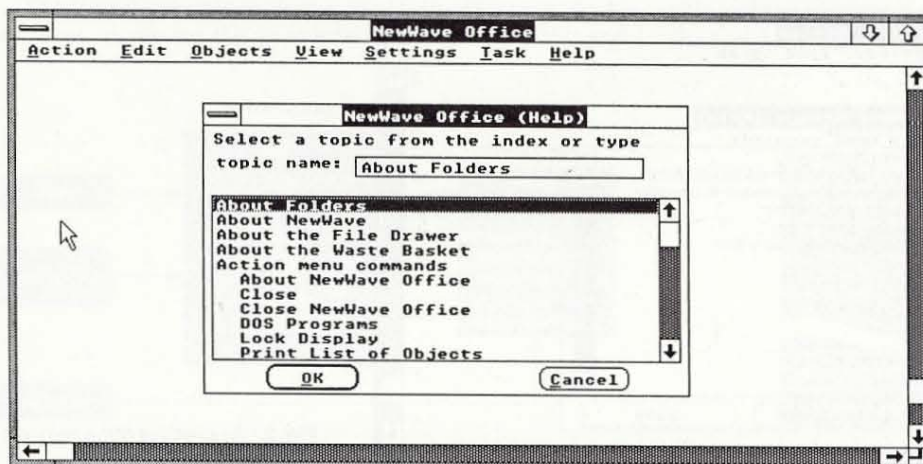 NewWave Office
Action Edit Objects View Settings Task Help
NewWave Office (Help)
Select a topic from the index or type
topic name: About Folders
About Folders
About NewWave
About the File Drawer
About the Waste Basket
Action menu commands
About NewWave Office
Close
Close NewWave Office
DOS Programs
Lock Display
Print List of Objects
OK Cancel